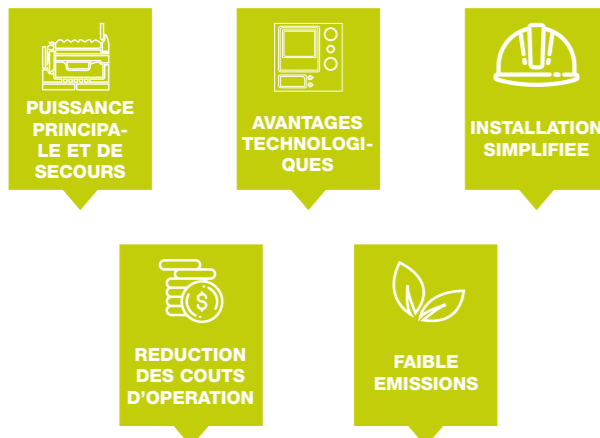 PUISSANCE
PRINCIPA-
LE ET DE
SECOURS
AVANTAGES
TECHNOLOGI-
QUES
INSTALLATION
SIMPLIFIEE
$
REDUCTION
DES COUTS
D'OPERATION
FAIBLE
EMISSIONS